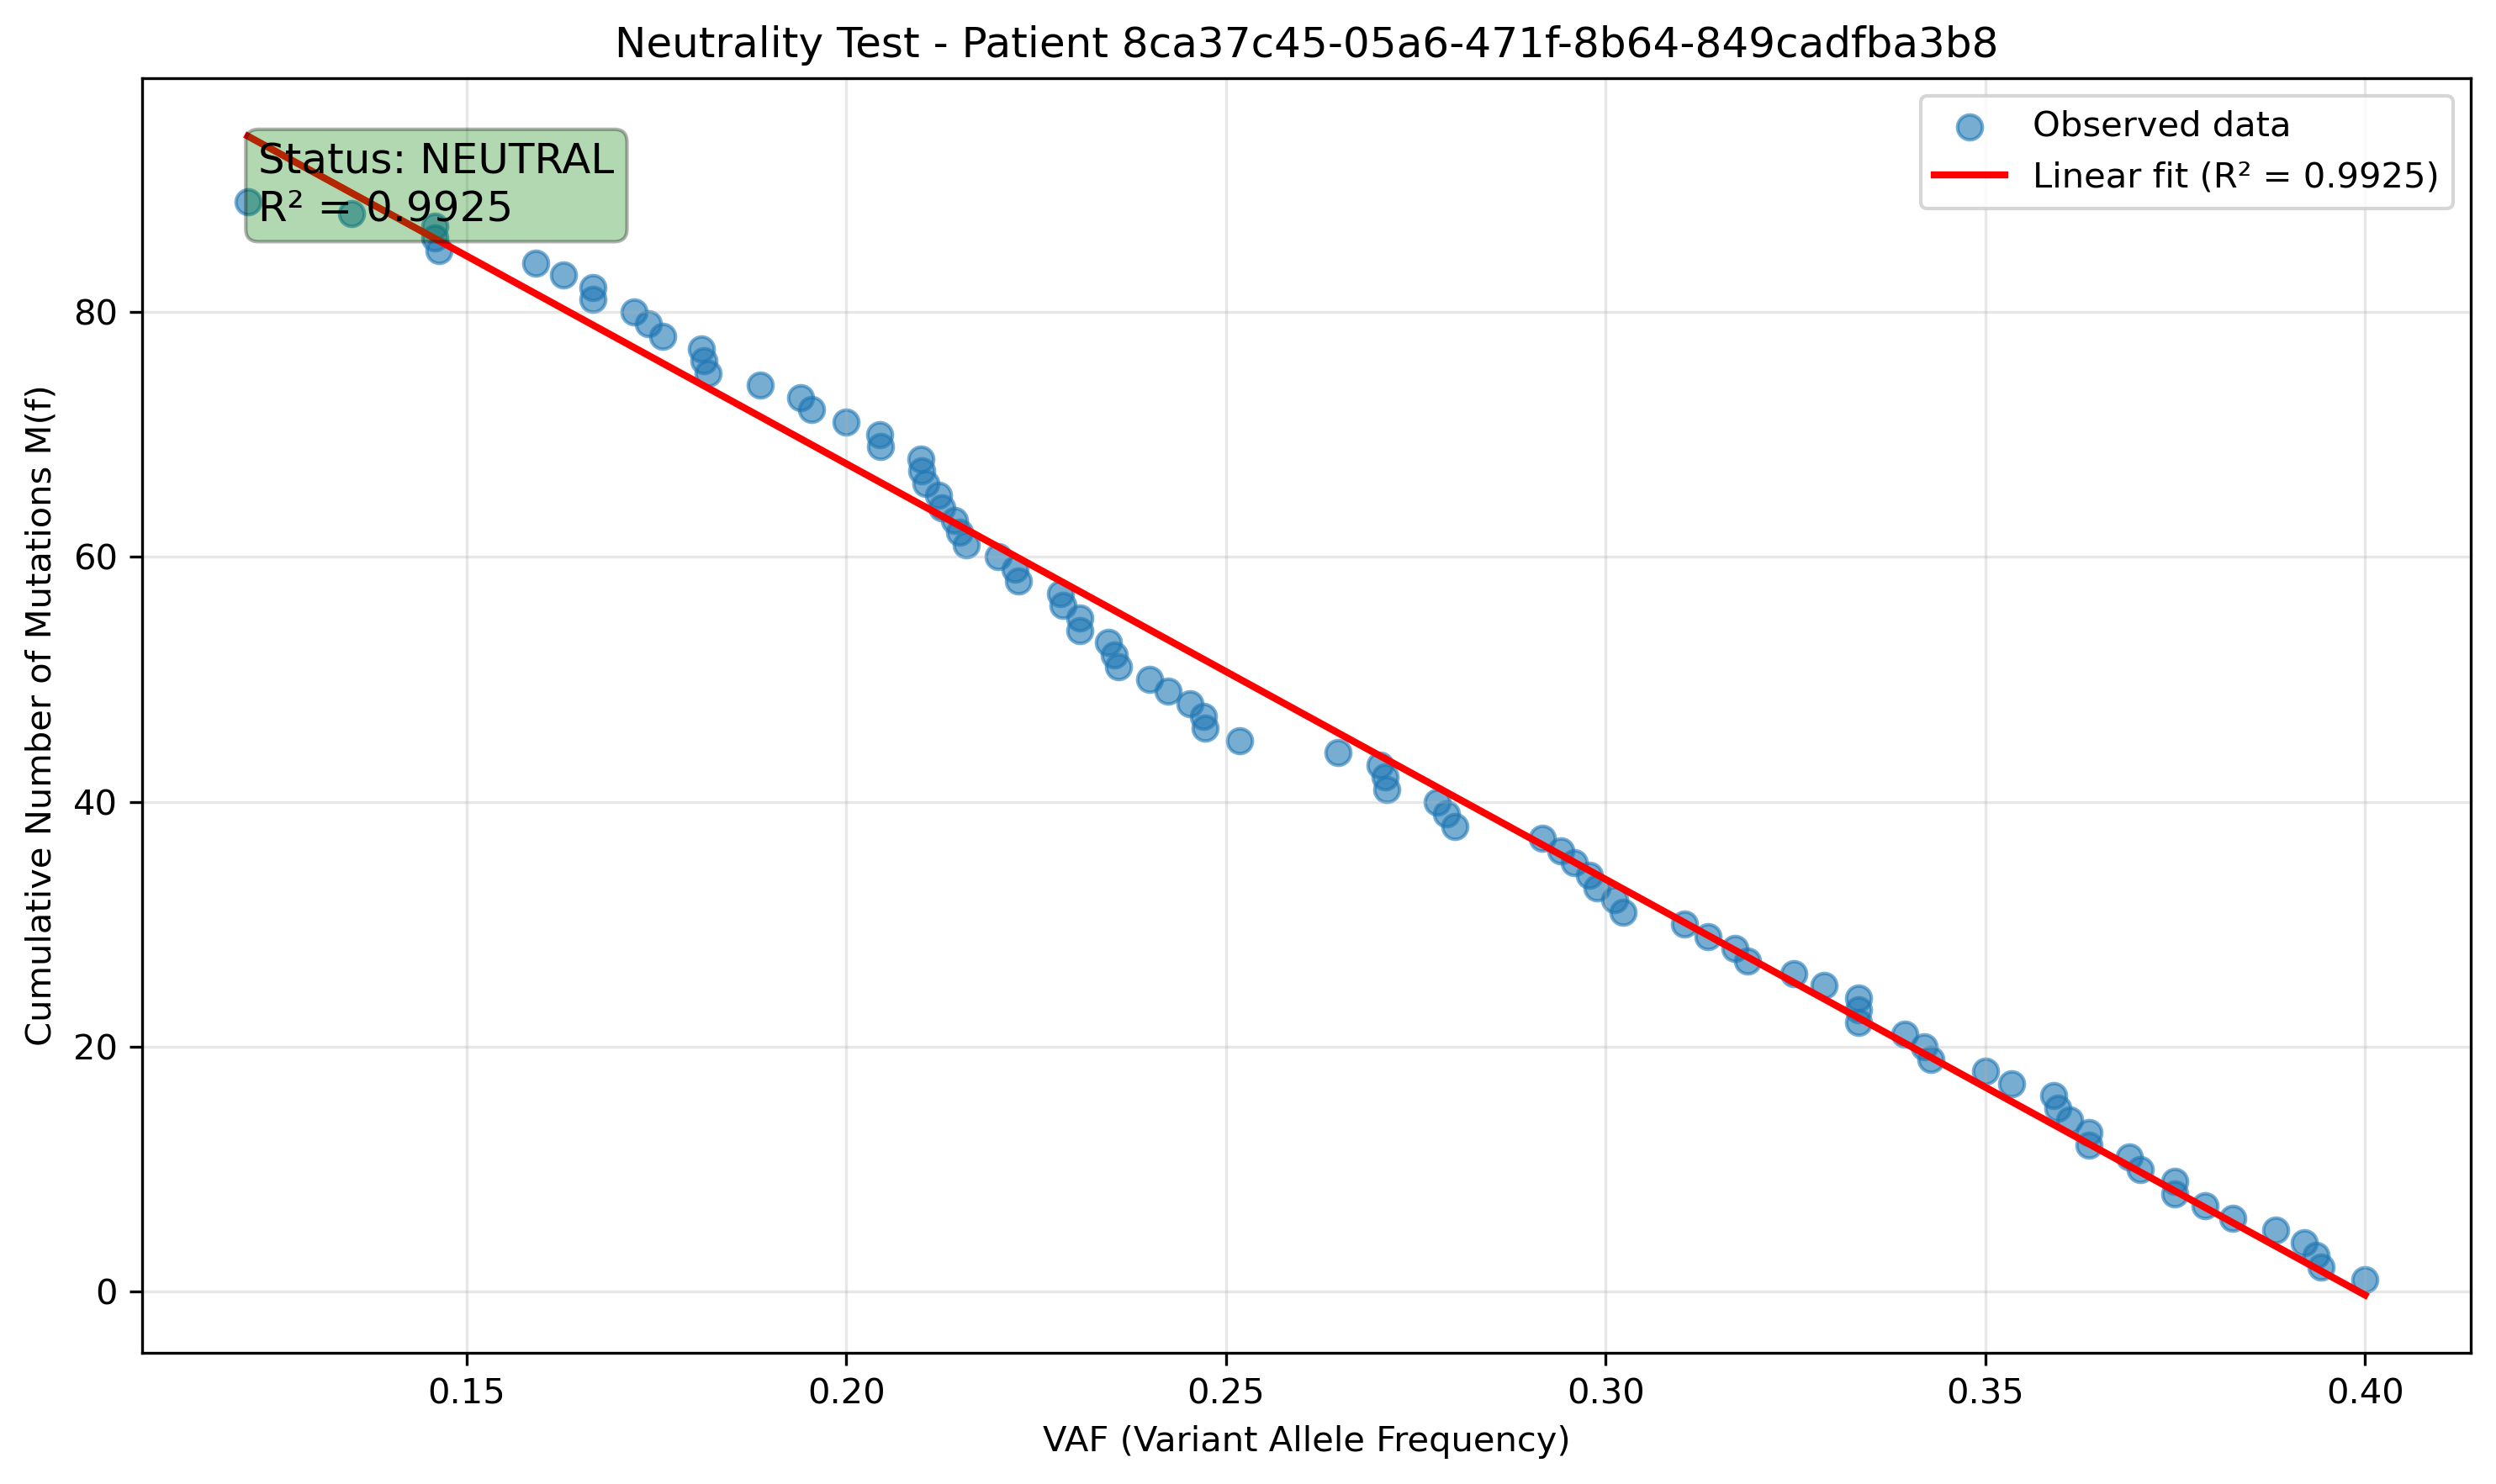 Neutrality Test - Patient 8ca37c45-05a6-471f-8b64-849cadfba3b8
Status: NEUTRAL
R² = 0.9925
Observed data
Linear fit (R² = 0.9925)
Cumulative Number of Mutations M(f)
80
60
40
20
0
0.15 0.20 0.25 0.30 0.35 0.40
VAF (Variant Allele Frequency)